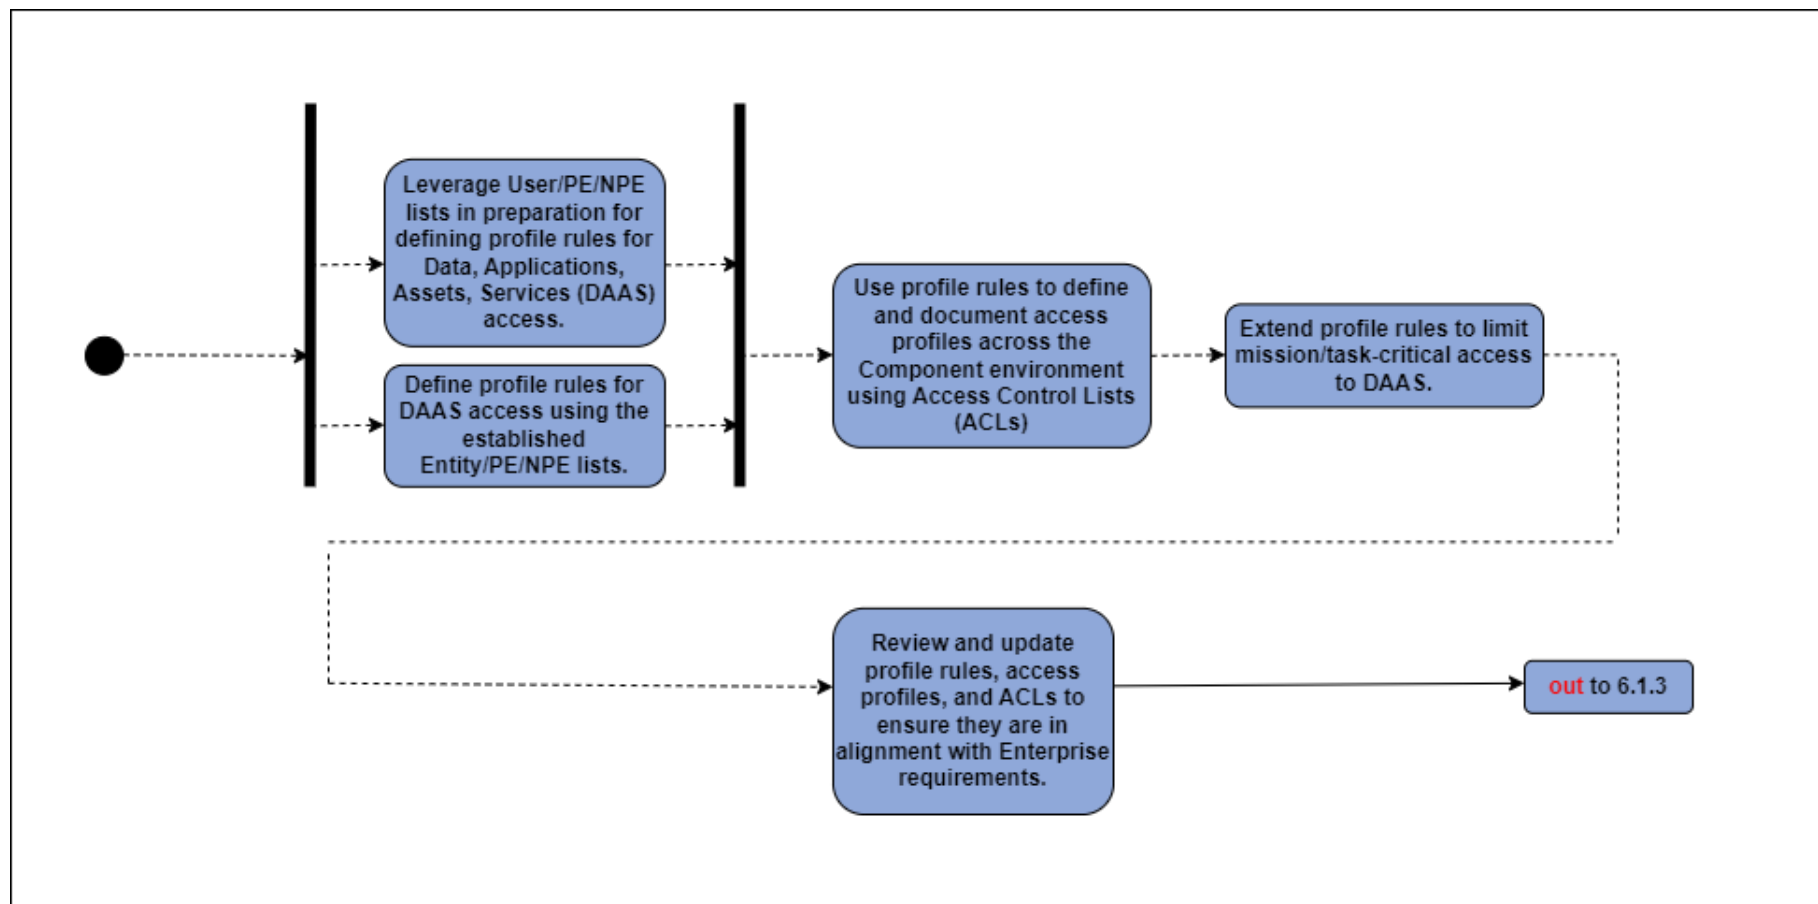 Leverage User/PE/NPE
lists in preparation for
defining profile rules for
Data, Applications,
Assets, Services (DAAS)
access.
Define profile rules for
DAAS access using the
established
Entity/PE/NPE lists.
Use profile rules to define
and document access
profiles across the
Component environment
using Access Control Lists
(ACLs)
Extend profile rules to limit
mission/task-critical access
to DAAS.
Review and update
profile rules, access
profiles, and ACLs to
ensure they are in
alignment with Enterprise
requirements.
out to 6.1.3